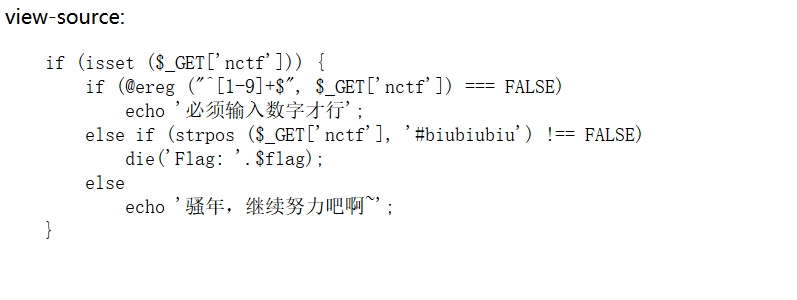 view-source:
if (isset ($_GET['nctf'])) {
if (@ereg ("^[1-9]+$", $_GET['nctf']) === FALSE)
echo '必须输入数字才行';
else if (strpos ($_GET['nctf'], '#biubiubiu') !== FALSE)
die('Flag: '.$flag);
else
echo '骚年，继续努力吧啊~';
}